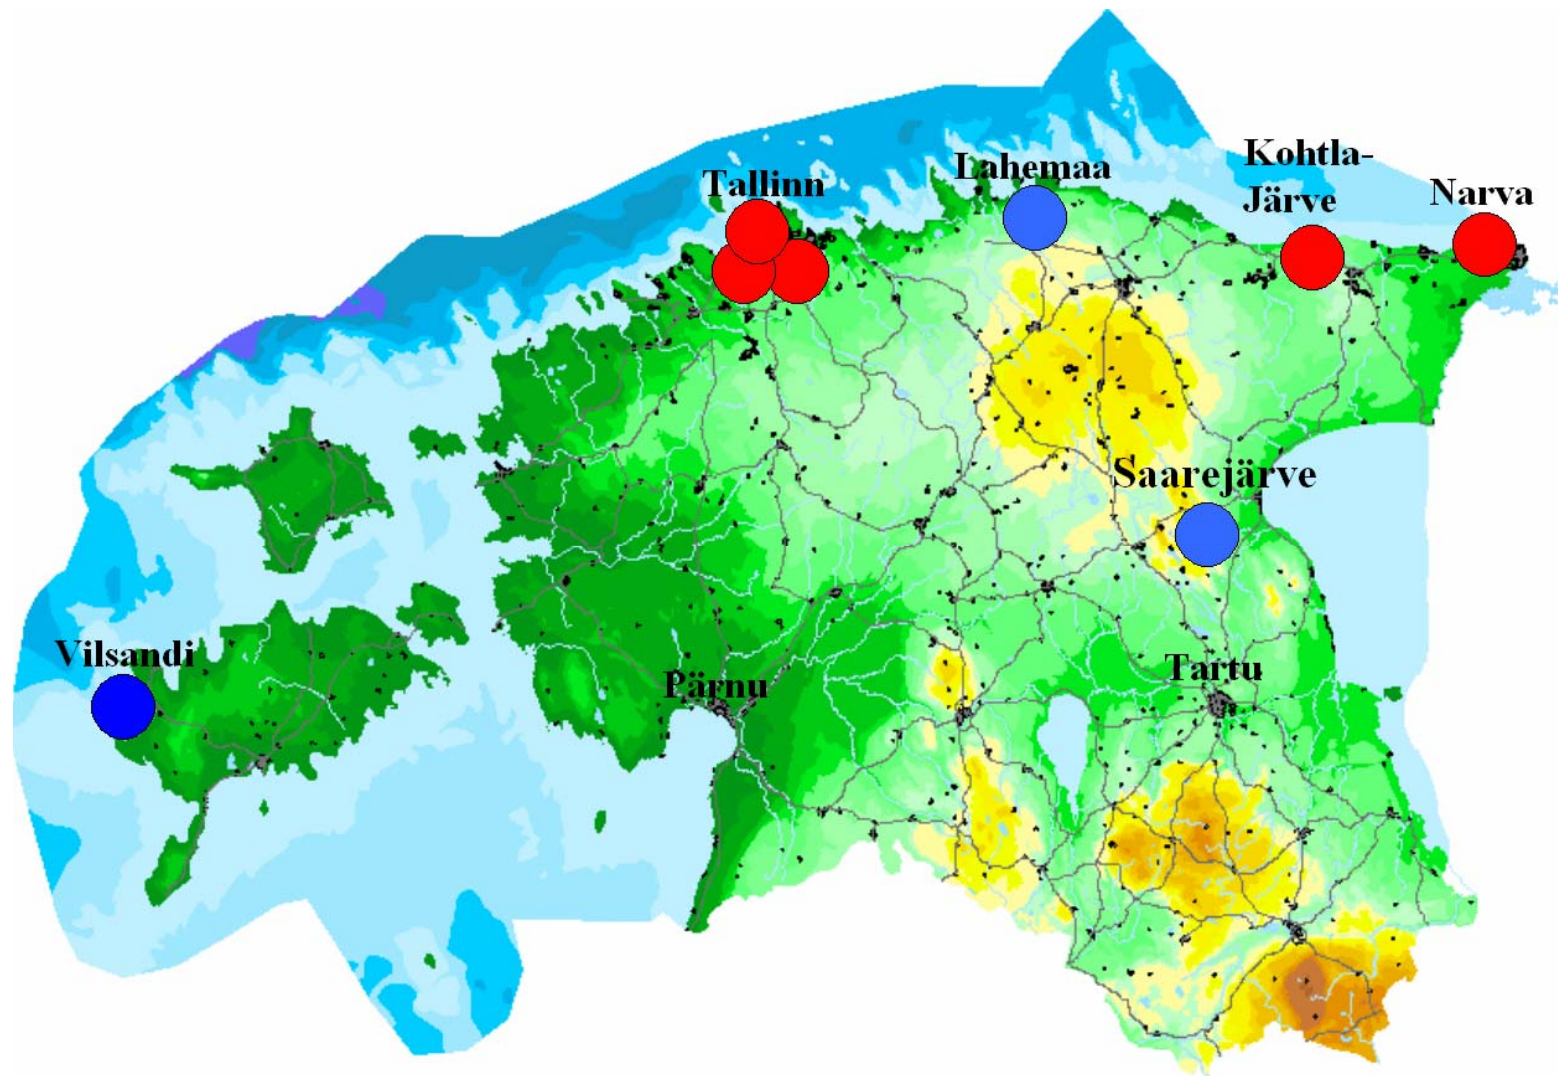 Tallinn
Lahemaa
Kohtla-
Järve
Narva
Saarejärve
Vilsandi
Pärnu
Tartu